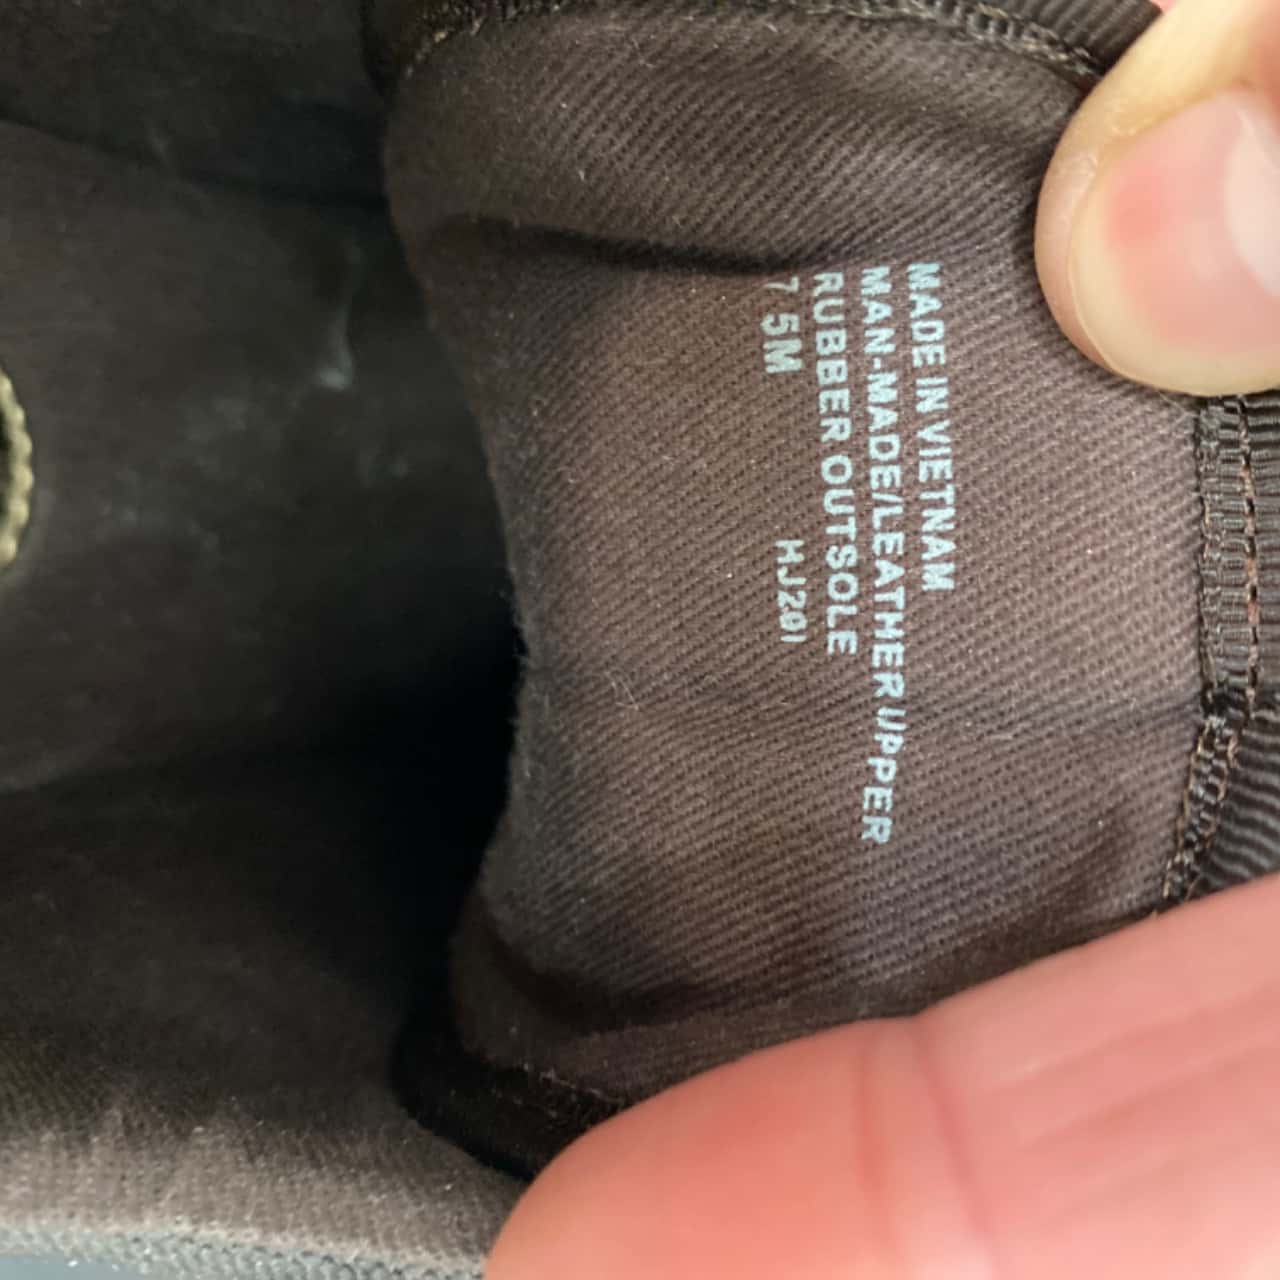 MADE IN VIETNAM
MAN-MADE/LEATHER UPPER
RUBBER OUTSOLE
7 5M HJ201